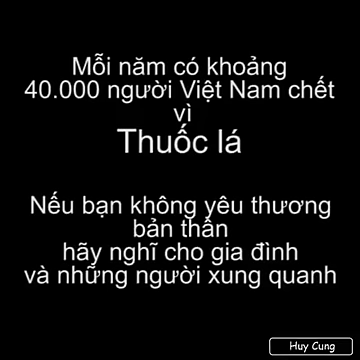 Mỗi năm có khoảng
40.000 người Việt Nam chết
vì
Thuốc lá
Nếu bạn không yêu thương
bản thân
hãy nghĩ cho gia đình
và những người xung quanh
Huy Cung